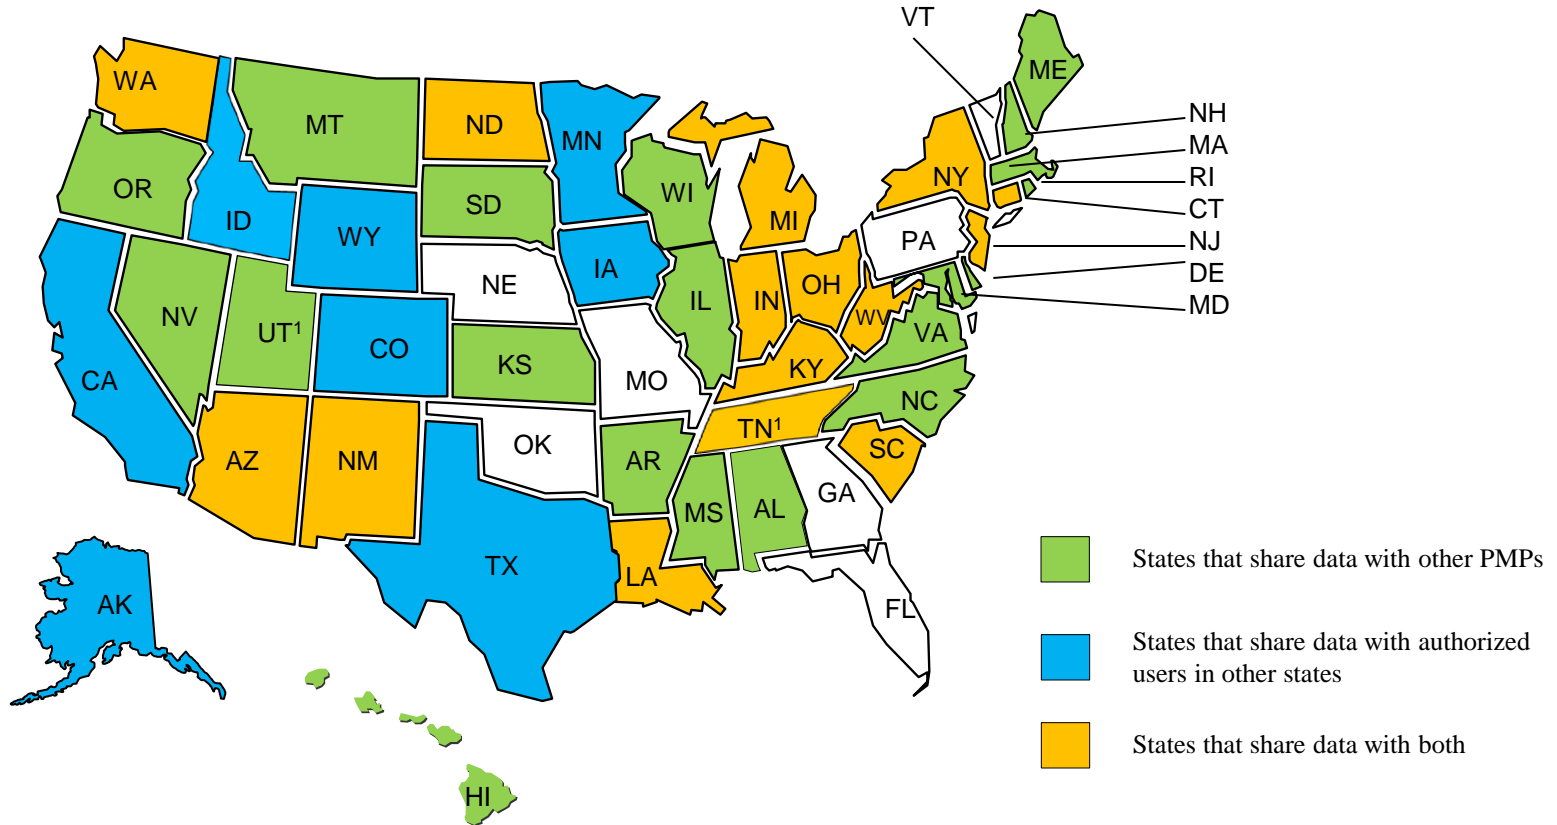 VT
ME
WA
MT
ND
MN
NH
MA
OR
ID
SD
WI
NY
RI
WY
MI
CT
PA
NJ
IA
NE
DE
OH
IN
IL
MD
NV
UT¹
WV
VA
CO
KS
KY
CA
MO
NC
TN¹
OK
SC
AZ
NM
AR
GA
MS
AL
TX
LA
FL
AK
HI
States that share data with other PMPs
States that share data with authorized
users in other states
States that share data with both